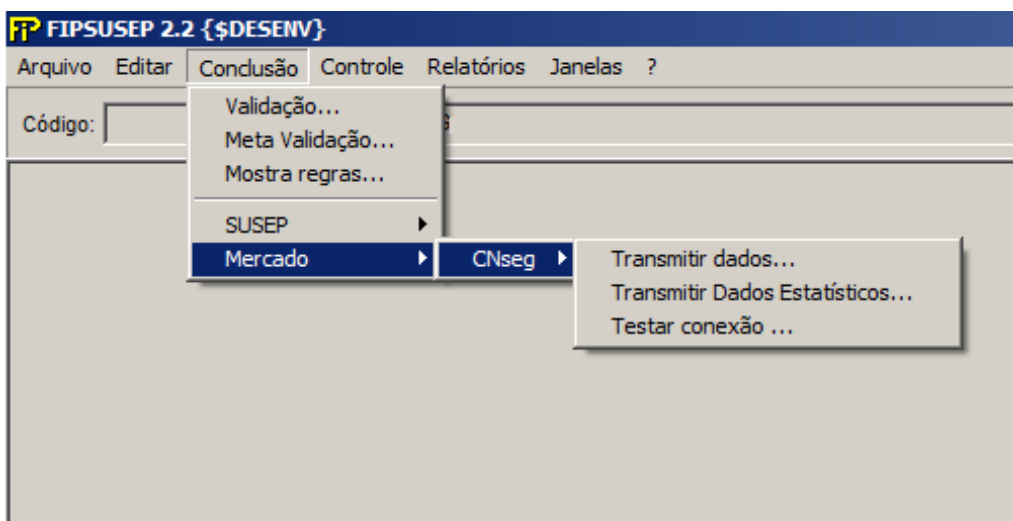 FIP FIPSUSEP 2.2 {$DESENV}
Arquivo Editar Conclusão Controle Relatórios Janelas ?
Código:
Validação...
Meta Validação...
Mostra regras...
SUSEP
Mercado
CNseg
Transmitir dados...
Transmitir Dados Estatísticos...
Testar conexão ...